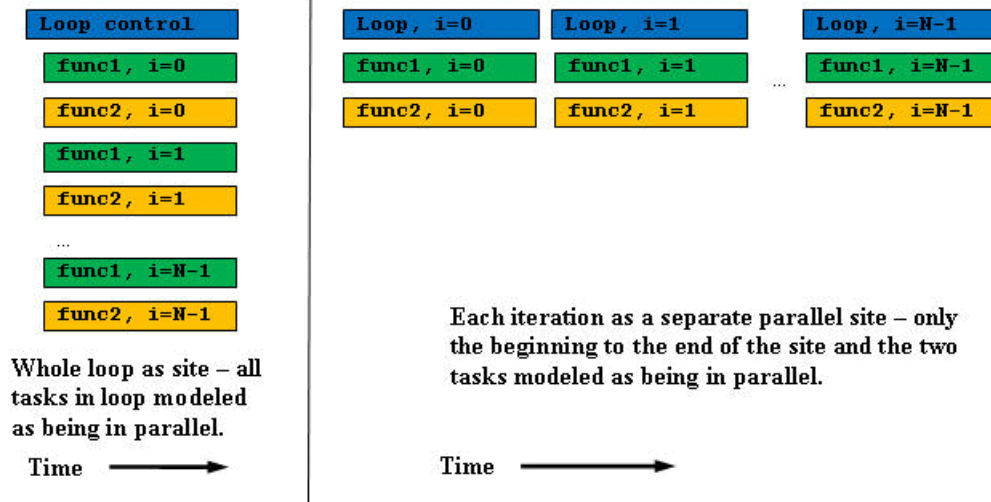 Loop control
func1, i=0
func2, i=0
func1, i=1
func2, i=1
...
func1, i=N-1
func2, i=N-1
Whole loop as site – all
tasks in loop modeled
as being in parallel.
Time
Loop, i=0
func1, i=0
func2, i=0
Loop, i=1
func1, i=1
func2, i=1
...
Loop, i=N-1
func1, i=N-1
func2, i=N-1
Each iteration as a separate parallel site – only
the beginning to the end of the site and the two
tasks modeled as being in parallel.
Time